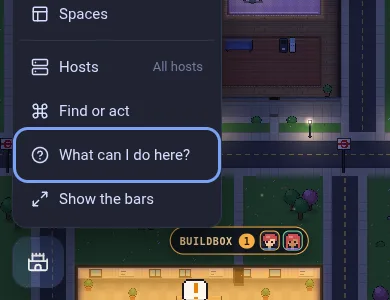 Spaces
Hosts All hosts
Find or act
What can I do here?
Show the bars
BUILDBOX 1
!